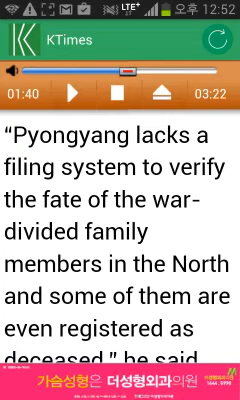 LTE 오후 12:52
KTimes
01:40 03:22
“Pyongyang lacks a
filing system to verify
the fate of the war-
divided family
members in the North
and some of them are
even registered as
deceased,” he said
가슴성형은 더성형외과의원